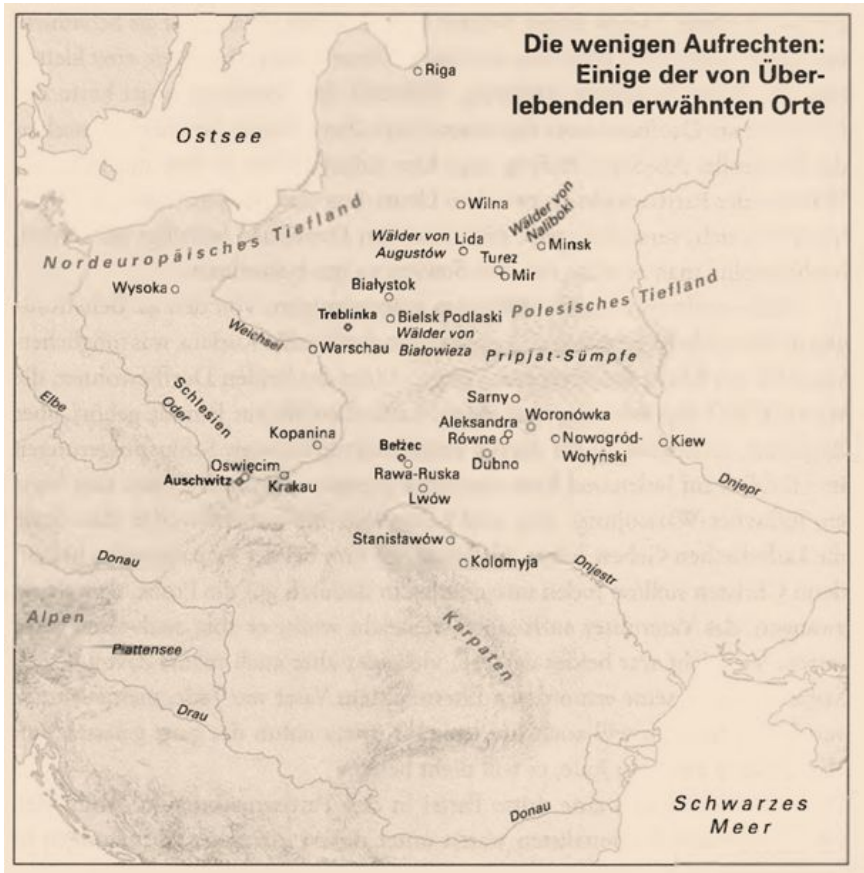 Die wenigen Aufrechten:
Einige der von Über-
lebenden erwähnten Orte
Riga
Ostsee
Wilna
Wälder von
Naliboki
Nordeuropäisches Tiefland
Wälder von
Augustów
Lida
Minsk
Turez
Mir
Wysoka
Białystok
Polesisches Tiefland
Treblinka
Bielsk Podlaski
Weichsel
Wälder von
Białowieza
Warschau
Pripjat-Sümpfe
Schlesien
Elbe
Oder
Sarny
Woronówka
Aleksandra
Kopanina
Równe
Nowogród-
Wołyński
Kiew
Bełżec
Dubno
Oswięcim
Rawa-Ruska
Auschwitz
Krakau
Lwów
Dnjepr
Stanisławów
Donau
Kolomyja
Dnjestr
Alpen
Karpaten
Plattensee
Drau
Donau
Schwarzes
Meer